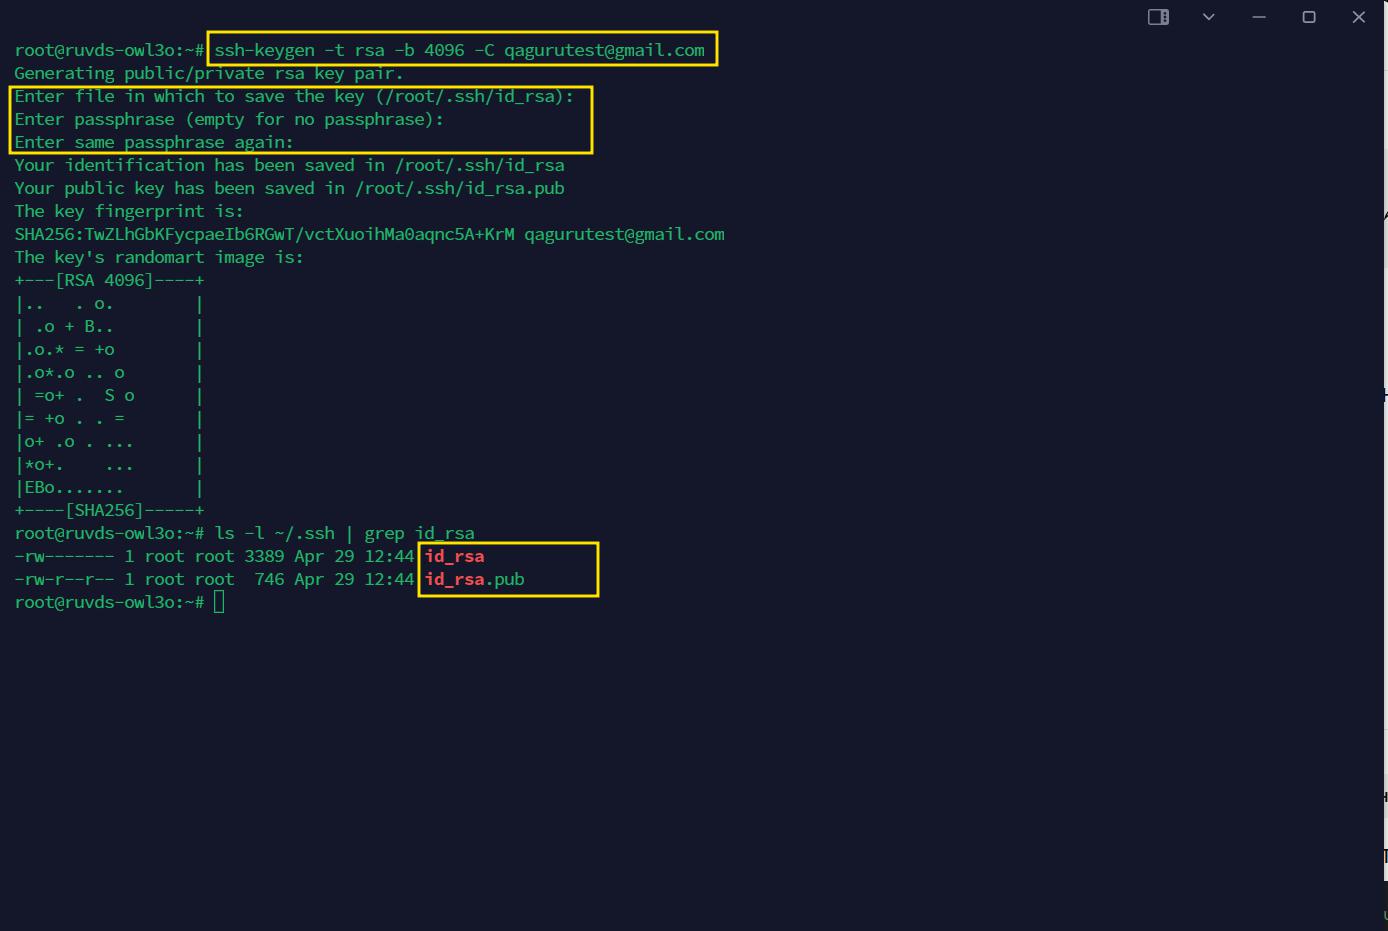 root@ruvds-owl3o:~# ssh-keygen -t rsa -b 4096 -C qagurutest@gmail.com
Generating public/private rsa key pair.
Enter file in which to save the key (/root/.ssh/id_rsa):
Enter passphrase (empty for no passphrase):
Enter same passphrase again:
Your identification has been saved in /root/.ssh/id_rsa
Your public key has been saved in /root/.ssh/id_rsa.pub
The key fingerprint is:
SHA256:TwZLhGbKFycpaeIb6RGwT/vctXuoihMa0aqnc5A+KrM qagurutest@gmail.com
The key's randomart image is:
+---[RSA 4096]----+
|..   . o.        |
| .o + B..        |
|.o.* = +o        |
|.o*.o .. o       |
| =o+ .  S o      |
|= +o . . =       |
|o+ .o . ...      |
|*o+.    ...      |
|EBo.......       |
+----[SHA256]-----+
root@ruvds-owl3o:~# ls -l ~/.ssh | grep id_rsa
-rw------- 1 root root 3389 Apr 29 12:44 id_rsa
-rw-r--r-- 1 root root  746 Apr 29 12:44 id_rsa.pub
root@ruvds-owl3o:~#